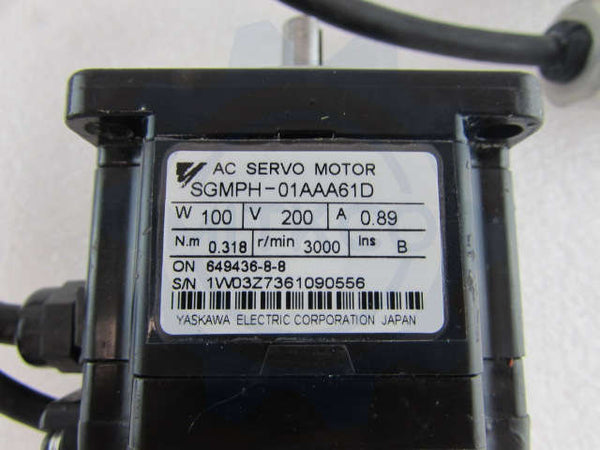 AC SERVO MOTOR
SGMPH-01AAA61D
W 100 V 200 A 0.89
N.m 0.318 r/min 3000 Ins B
ON 649436-8-8
S/N 1W03Z7361090556
YASKAWA ELECTRIC CORPORATION JAPAN